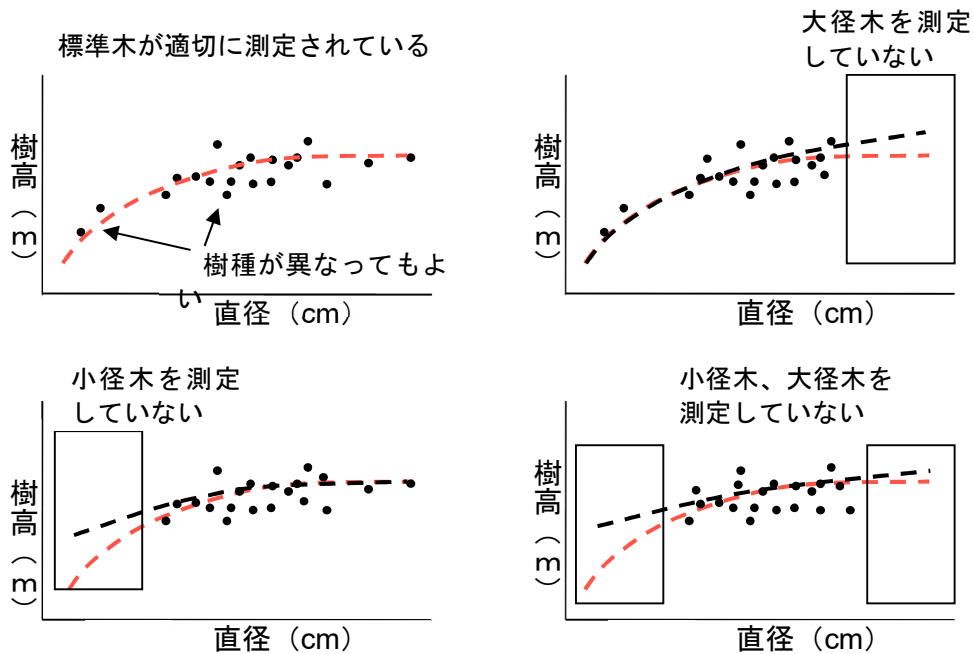 標準木が適切に測定されている
樹高（m）
樹種が異なってもよ
い
直径（cm）
大径木を測定
していない
樹高（m）
直径（cm）
小径木を測定
していない
樹高（m）
直径（cm）
小径木、大径木を
測定していない
樹高（m）
直径（cm）